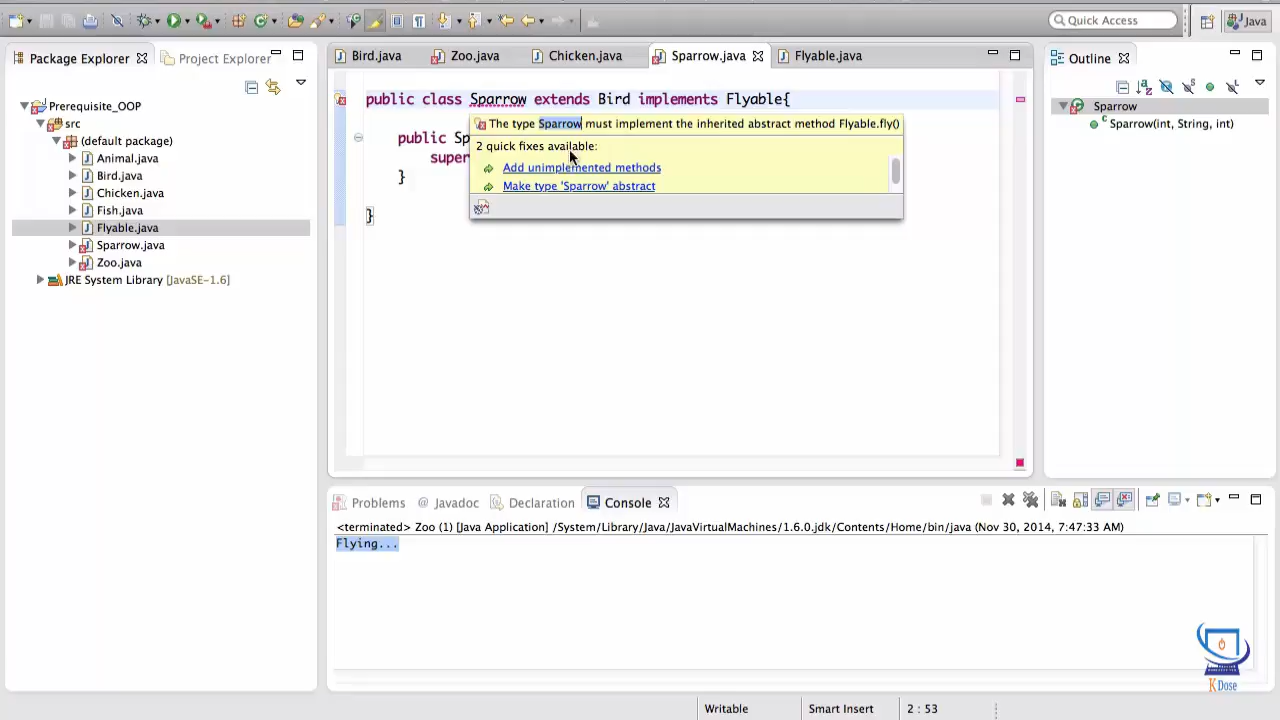 Quick Access
Java
Package Explorer
Project Explorer
Prerequisite_OOP
src
(default package)
Animal.java
Bird.java
Chicken.java
Fish.java
Flyable.java
Sparrow.java
Zoo.java
JRE System Library [JavaSE-1.6]
Bird.java
Zoo.java
Chicken.java
Sparrow.java
Flyable.java
public class Sparrow extends Bird implements Flyable{
public Sp
super
}
}
The type Sparrow must implement the inherited abstract method Flyable.fly()
2 quick fixes available:
Add unimplemented methods
Make type 'Sparrow' abstract
Outline
Sparrow
Sparrow(int, String, int)
Problems
@ Javadoc
Declaration
Console
<terminated> Zoo (1) [Java Application] /System/Library/Java/JavaVirtualMachines/1.6.0.jdk/Contents/Home/bin/java (Nov 30, 2014, 7:47:33 AM)
Flying...
K Dose
Writable
Smart Insert
2 : 53